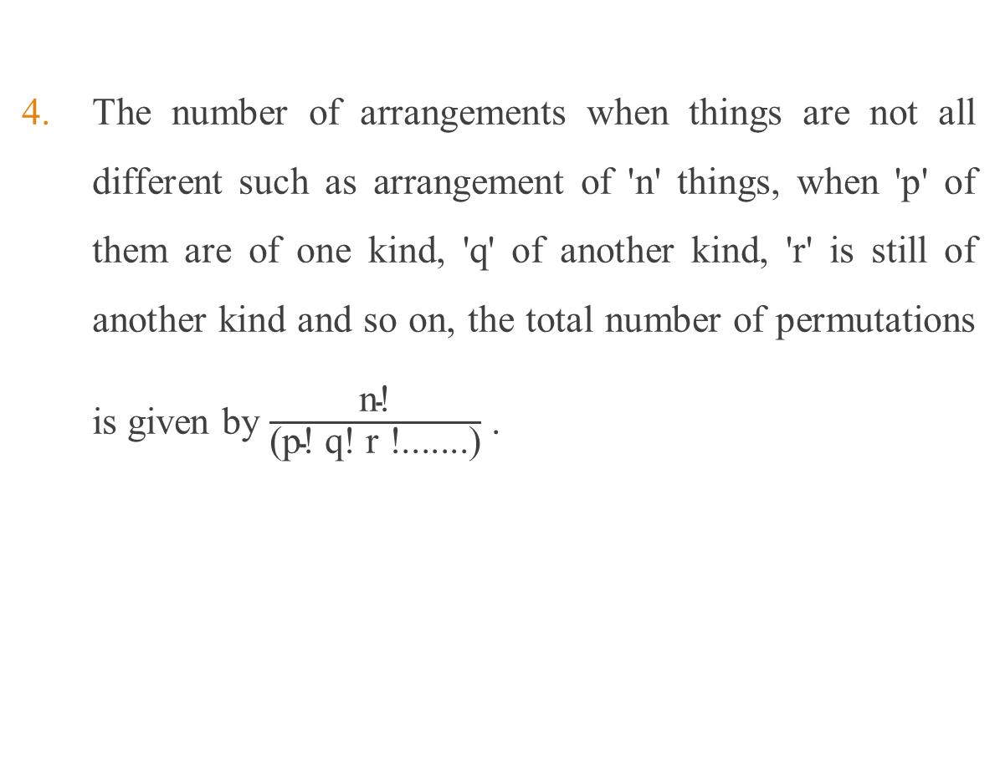 4. The number of arrangements when things are not all
different such as arrangement of 'n' things, when 'p' of
them are of one kind, 'q' of another kind, 'r' is still of
another kind and so on, the total number of permutations
is given by n-! / (p-! q! r !.......) .